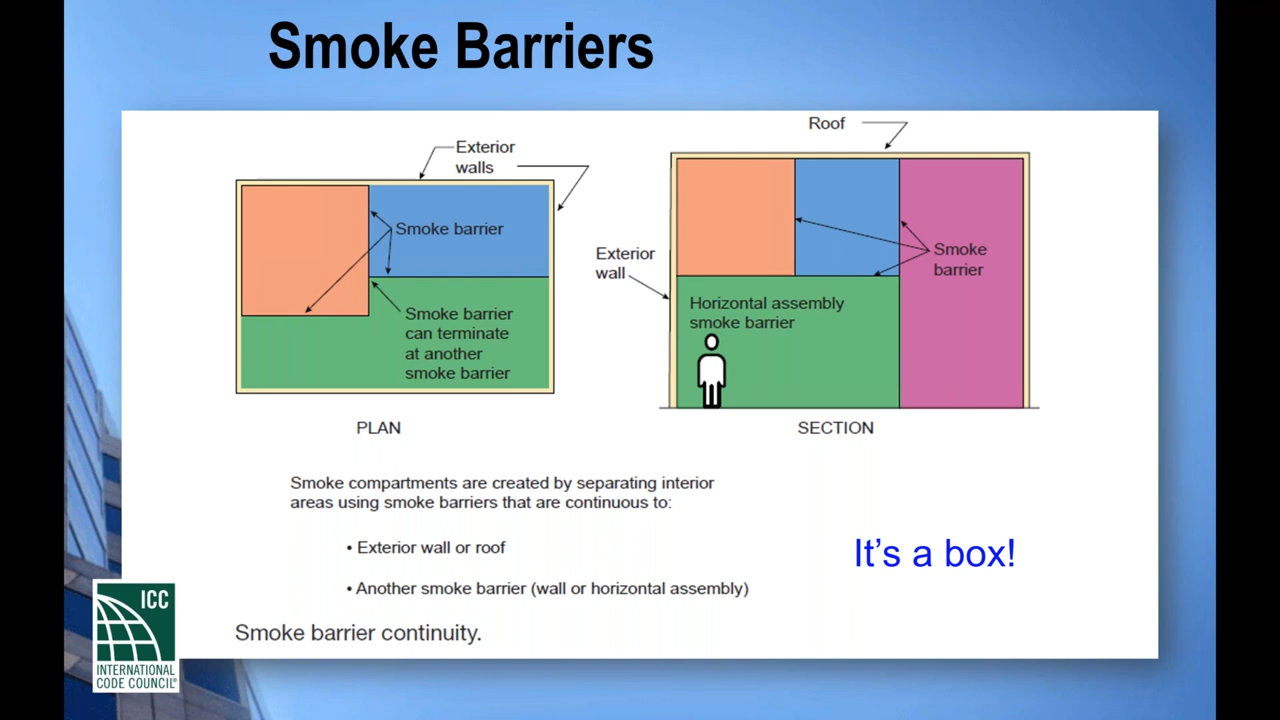 Smoke Barriers
Exterior
walls
Smoke barrier
Smoke barrier
can terminate
at another
smoke barrier
PLAN
Roof
Exterior
wall
Smoke
barrier
Horizontal assembly
smoke barrier
SECTION
Smoke compartments are created by separating interior
areas using smoke barriers that are continuous to:
• Exterior wall or roof
• Another smoke barrier (wall or horizontal assembly)
It's a box!
Smoke barrier continuity.
ICC
INTERNATIONAL
CODE COUNCIL®